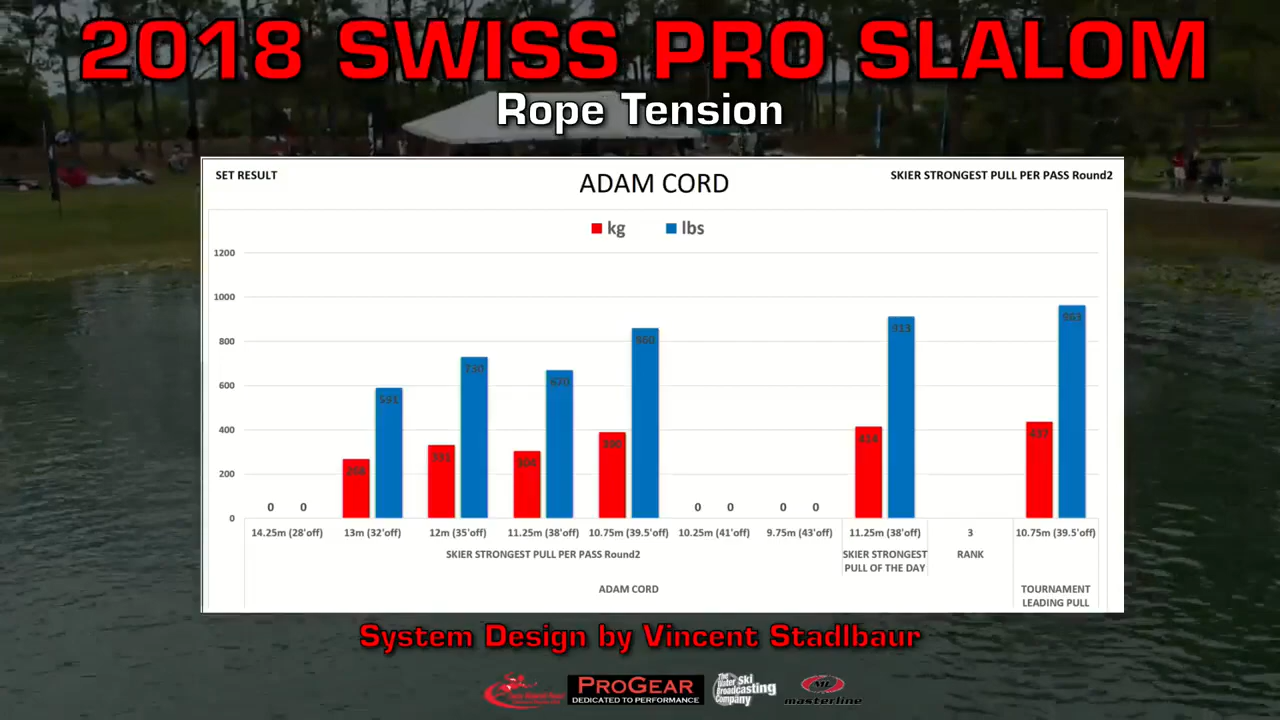 2018 SWISS PRO SLALOM
Rope Tension
SET RESULT
ADAM CORD
SKIER STRONGEST PULL PER PASS Round2
kg lbs
1200
1000
800
600
400
200
0
0 0 268 591 331 730 304 670 390 860 0 0 0 0 414 913 437 963
14.25m (28'off) 13m (32'off) 12m (35'off) 11.25m (38'off) 10.75m (39.5'off) 10.25m (41'off) 9.75m (43'off) 11.25m (38'off) 3 10.75m (39.5'off)
SKIER STRONGEST PULL PER PASS Round2
SKIER STRONGEST
PULL OF THE DAY
RANK
ADAM CORD
TOURNAMENT
LEADING PULL
System Design by Vincent Stadlbaur
PROGEAR
DEDICATED TO PERFORMANCE
The
Water Ski
Broadcasting
Company
masterline